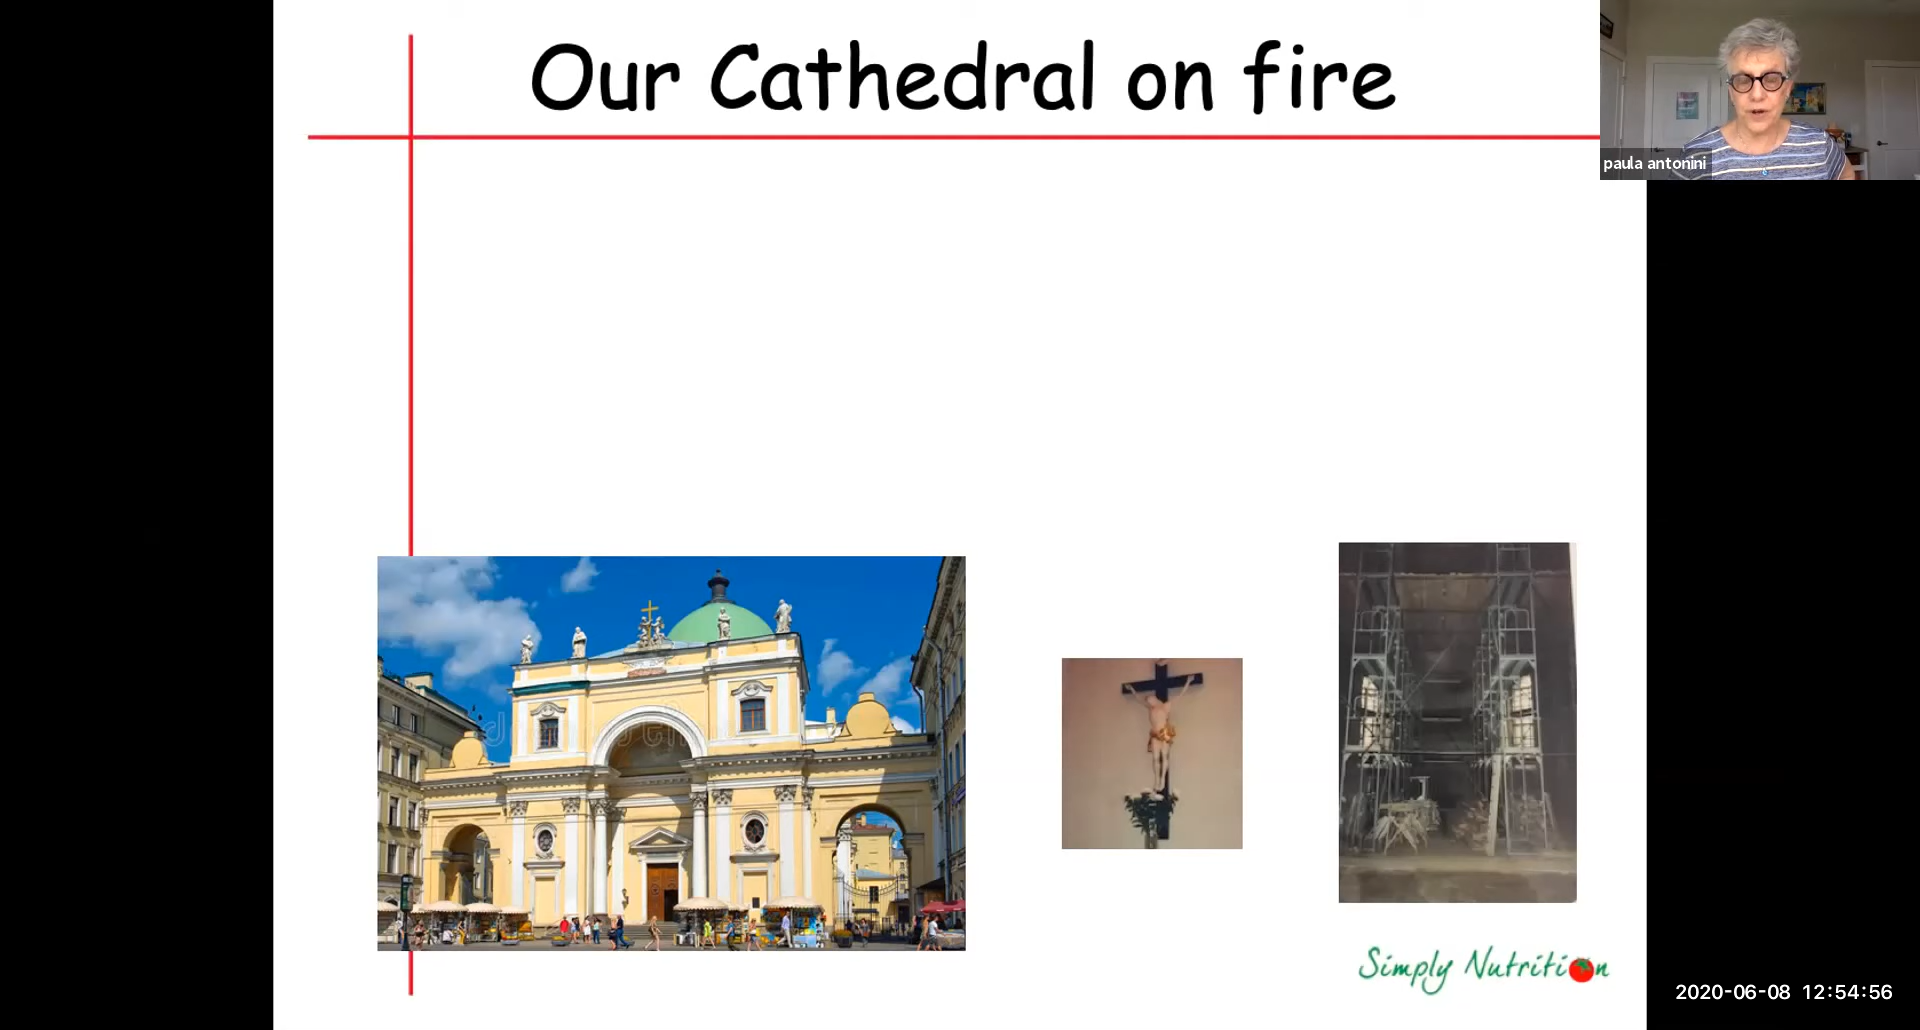 Our Cathedral on fire
paula antonini
Simply Nutrition
2020-06-08 12:54:56